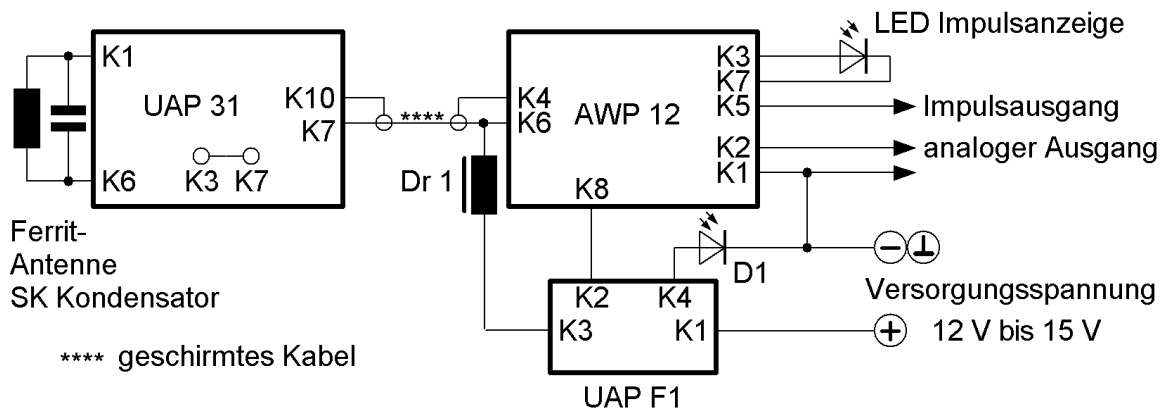 LED Impulsanzeige
K1
UAP 31
K10
K7
K3 K7
K6
****
K4
K6
AWP 12
K3
K7
K5
K2
K1
K8
Impulsausgang
analoger Ausgang
Dr 1
Ferrit-
Antenne
SK Kondensator
D1
K2
K4
K3
K1
UAP F1
Versorgungsspannung
12 V bis 15 V
**** geschirmtes Kabel